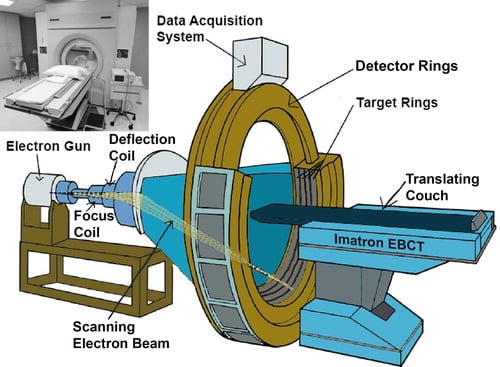 Data Acquisition
System
Detector Rings
Target Rings
Deflection
Coil
Electron Gun
Focus
Coil
Translating
Couch
Imatron EBCT
Scanning
Electron Beam